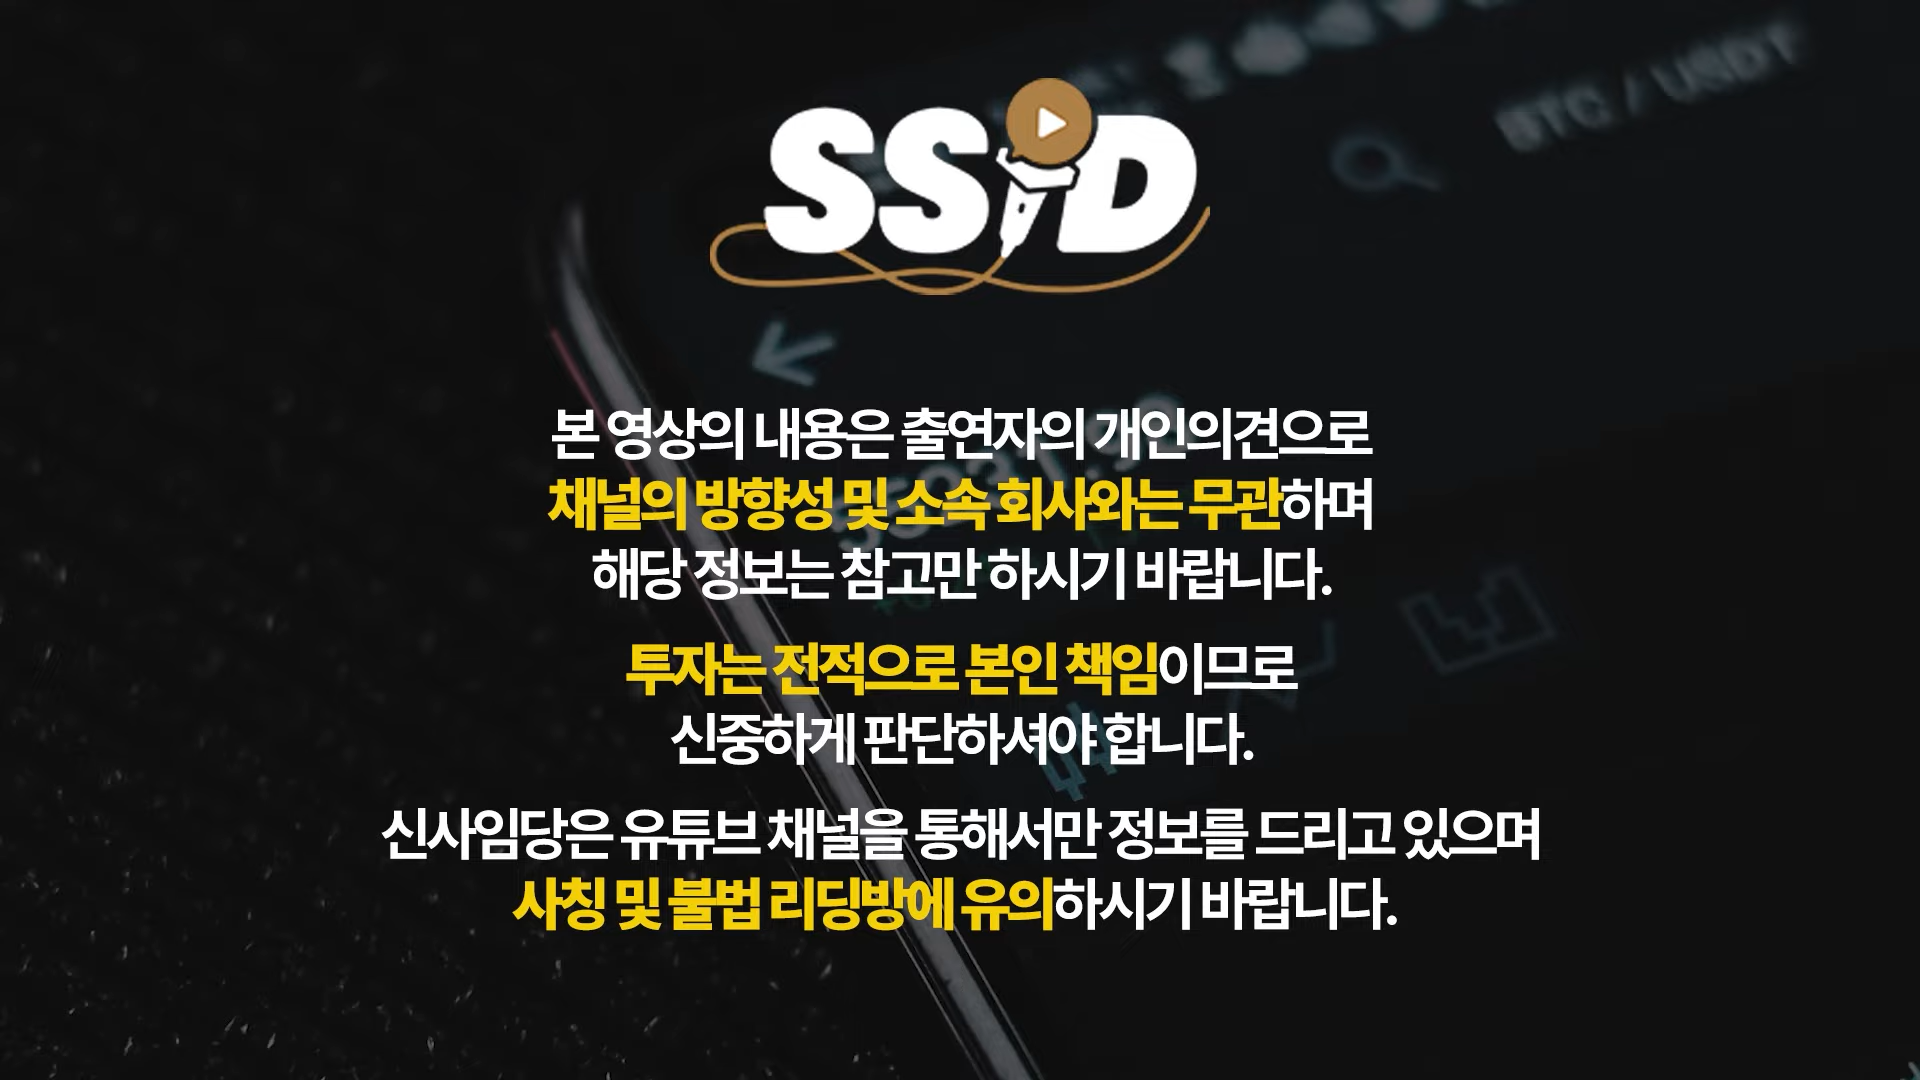 BTC / USDT
SSiD
본 영상의 내용은 출연자의 개인의견으로
채널의 방향성 및 소속 회사와는 무관하며
해당 정보는 참고만 하시기 바랍니다.
투자는 전적으로 본인 책임이므로
신중하게 판단하셔야 합니다.
신사임당은 유튜브 채널을 통해서만 정보를 드리고 있으며
사칭 및 불법 리딩방에 유의하시기 바랍니다.